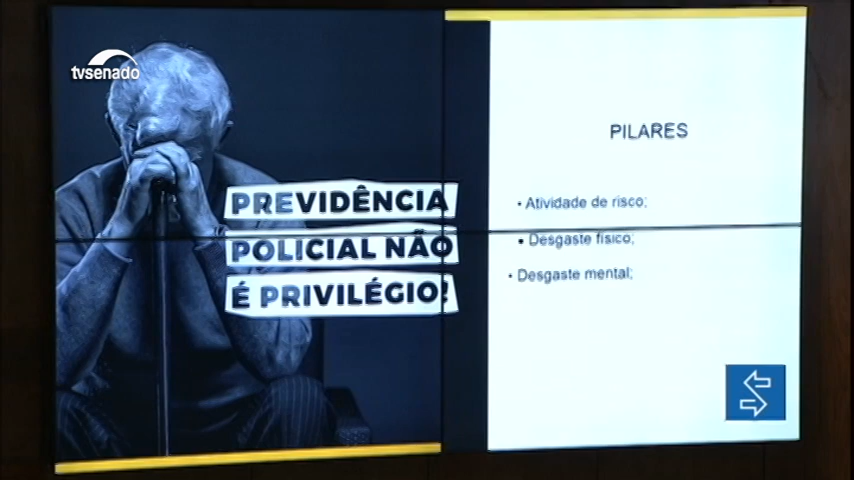 tvsenado
PREVIDÊNCIA
POLICIAL NÃO
É PRIVILÉGIO!
PILARES
• Atividade de risco;
• Desgaste físico;
• Desgaste mental;